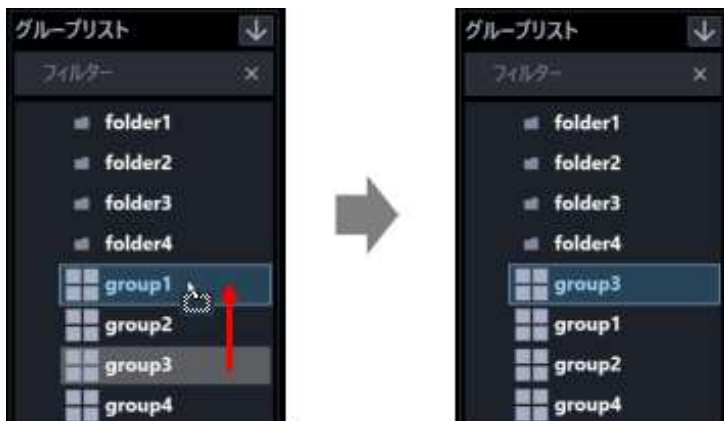 グループリスト
フィルター
folder1
folder2
folder3
folder4
group1
group2
group3
group4
グループリスト
フィルター
folder1
folder2
folder3
folder4
group3
group1
group2
group4